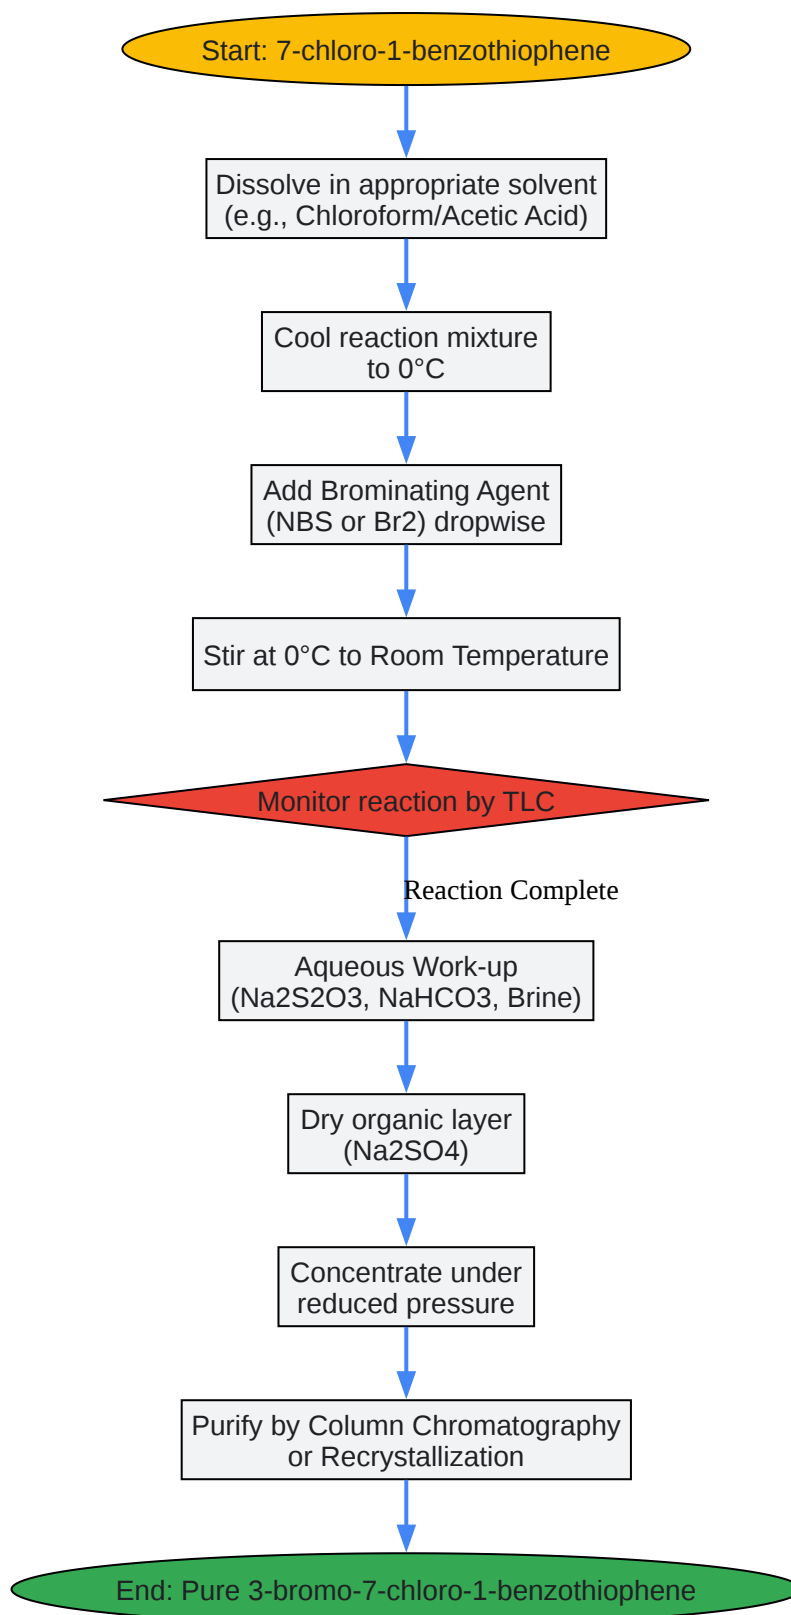 Start: 7-chloro-1-benzothiophene
Dissolve in appropriate solvent
(e.g., Chloroform/Acetic Acid)
Cool reaction mixture
to 0°C
Add Brominating Agent
(NBS or Br2) dropwise
Stir at 0°C to Room Temperature
Monitor reaction by TLC
Reaction Complete
Aqueous Work-up
(Na2S2O3, NaHCO3, Brine)
Dry organic layer
(Na2SO4)
Concentrate under
reduced pressure
Purify by Column Chromatography
or Recrystallization
End: Pure 3-bromo-7-chloro-1-benzothiophene